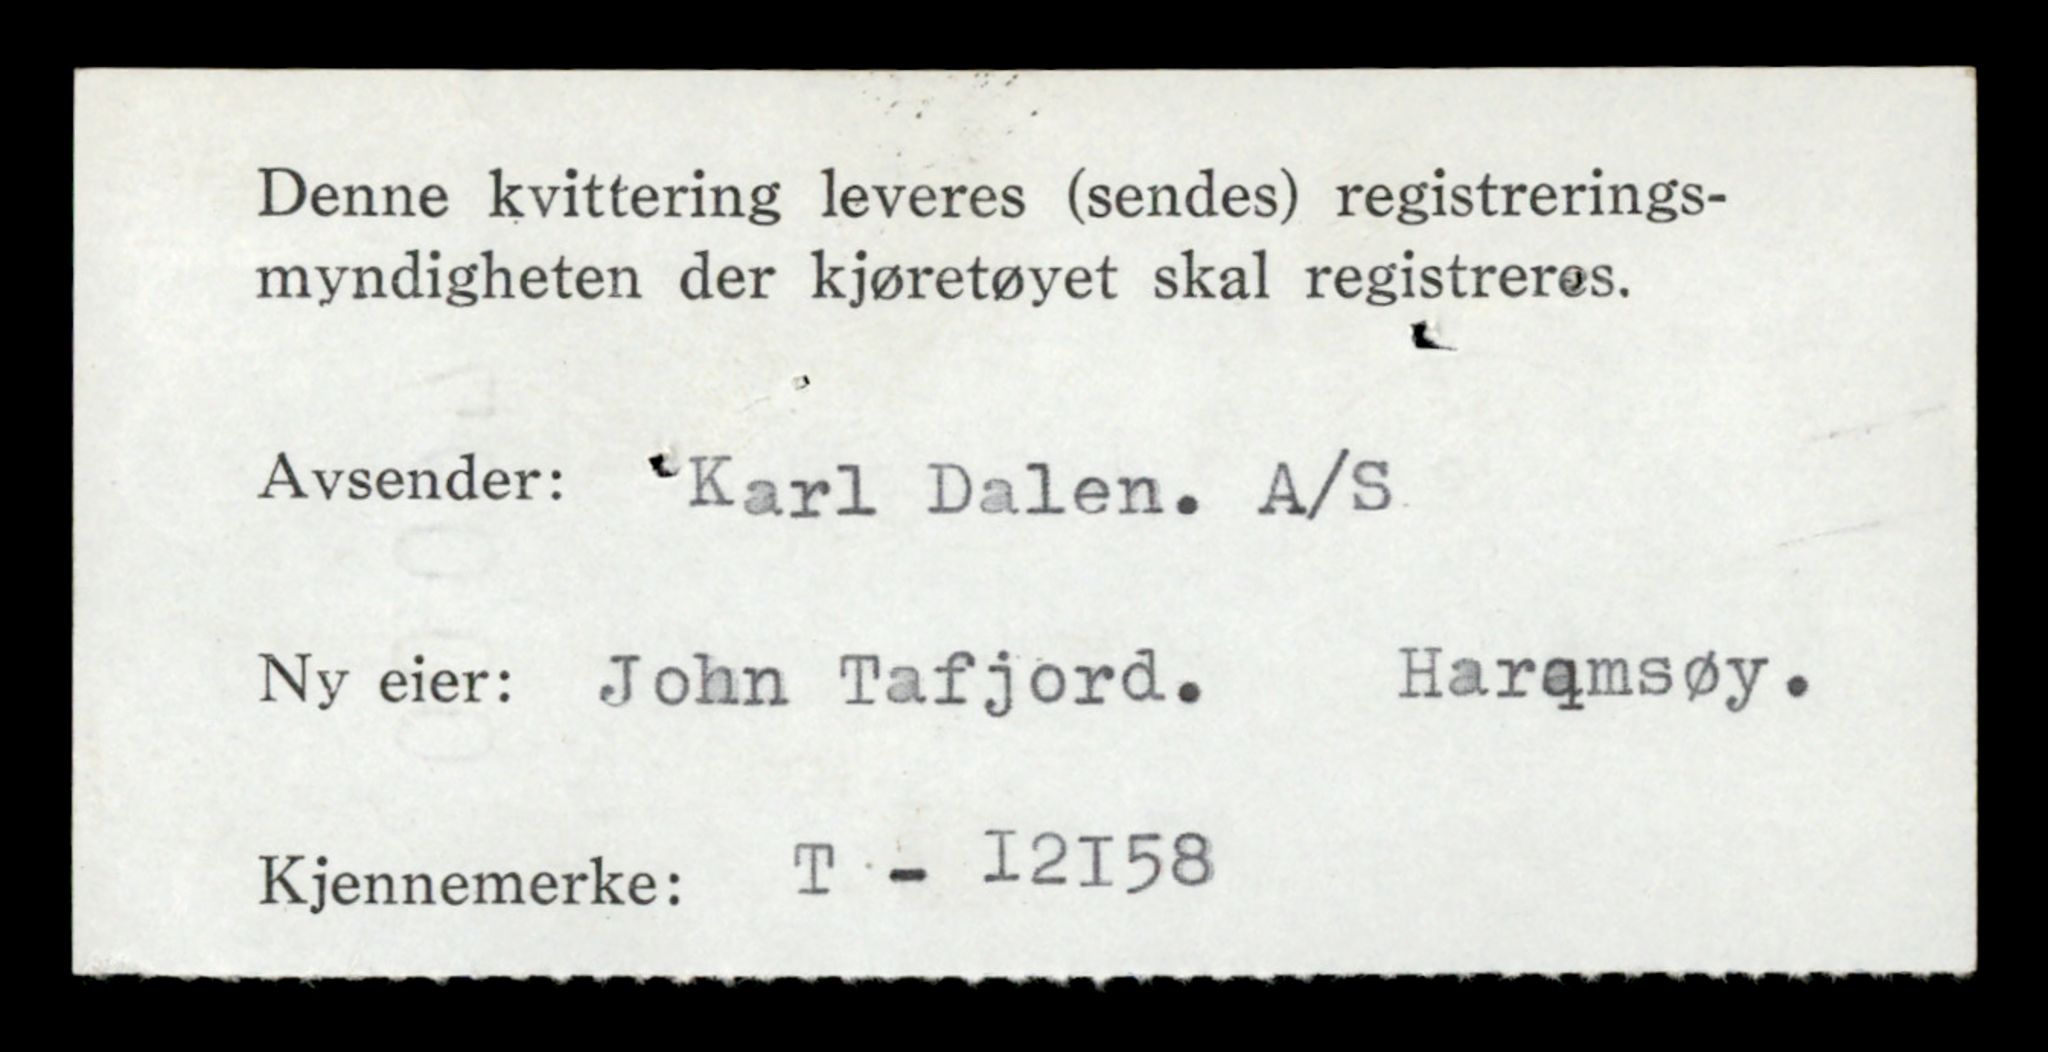 Denne kvittering leveres (sendes) registrerings-
myndigheten der kjøretøyet skal registreres.
Avsender: Karl Dalen. A/S
Ny eier: John Tafjord. Haramsøy.
Kjennemerke: T - I2I58